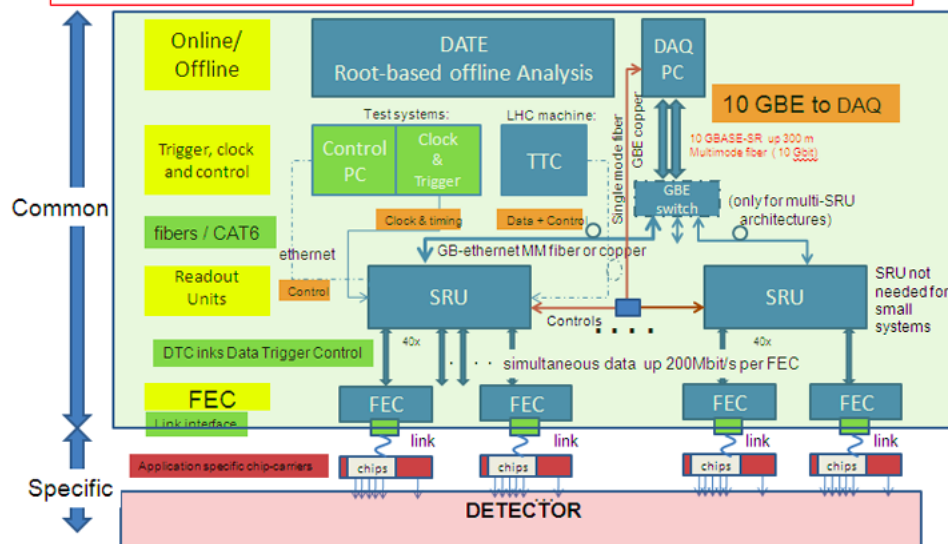 Online/
Offline
DATE
Root-based offline Analysis
DAQ
PC
10 GBE to DAQ
Test systems:
LHC machine:
10 GBASE-SR up 300 m
Multimode fiber ( 10 Gbit)
Single mode fiber
GBE copper
Trigger, clock
and control
Control
PC
Clock
&
Trigger
TTC
GBE
switch
(only for multi-SRU
architectures)
Common
Clock & timing
Data + Control
fibers / CAT6
ethernet
GB-ethernet MM fiber or copper
Control
Readout
Units
SRU
SRU
SRU not
needed for
small
systems
Controls
. . . .
40x
40x
DTC inks Data Trigger Control
. . . simultaneous data up 200Mbit/s per FEC
FEC
FEC
FEC
FEC
FEC
Link interface
link
link
link
link
Application specific chip-carriers
chips
chips
chips
chips
Specific
...
DETECTOR